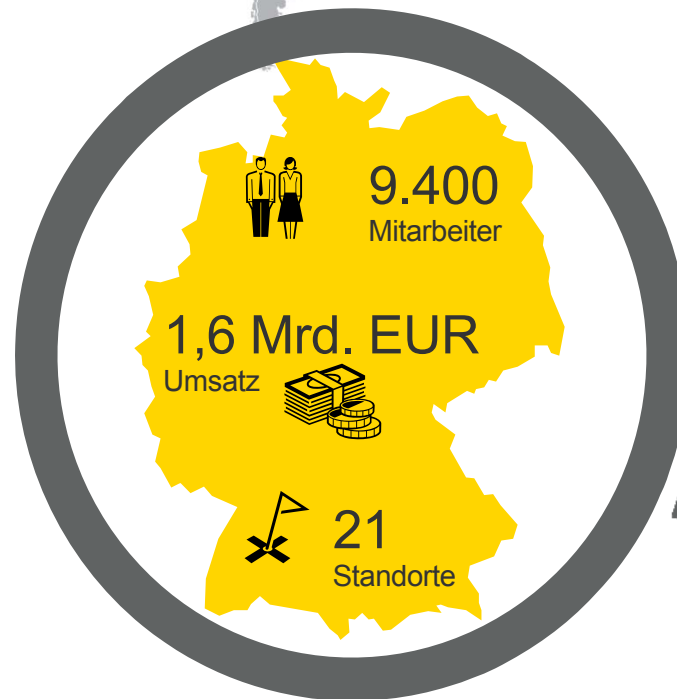 9.400
Mitarbeiter
1,6 Mrd. EUR
Umsatz
21
Standorte